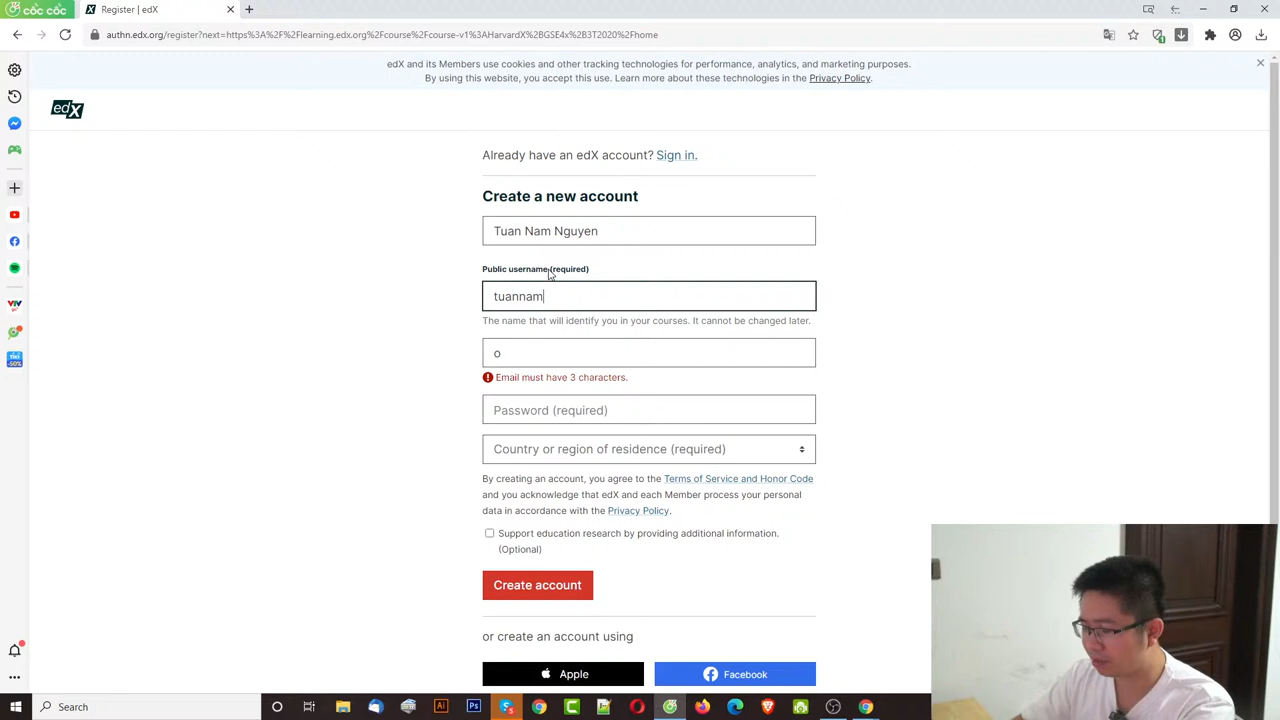 cốc cốc
Register | edX
authn.edx.org/register?next=https%3A%2F%2Flearning.edx.org%2Fcourse%2Fcourse-v1%3AHarvardX%2BGSE4x%2B3T2020%2Fhome
edX and its Members use cookies and other tracking technologies for performance, analytics, and marketing purposes.
By using this website, you accept this use. Learn more about these technologies in the Privacy Policy.
edX
Already have an edX account? Sign in.
Create a new account
Tuan Nam Nguyen
Public username (required)
tuannam
The name that will identify you in your courses. It cannot be changed later.
o
Email must have 3 characters.
Password (required)
Country or region of residence (required)
By creating an account, you agree to the Terms of Service and Honor Code
and you acknowledge that edX and each Member process your personal
data in accordance with the Privacy Policy.
Support education research by providing additional information.
(Optional)
Create account
or create an account using
Apple
Facebook
VTV
TIKI
-50%
Search
Ai
Ps